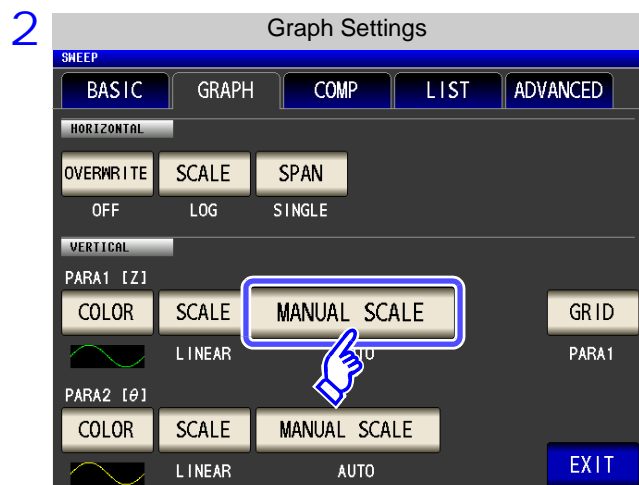 2
Graph Settings
SWEEP
BASIC GRAPH COMP LIST ADVANCED
HORIZONTAL
OVERWRITE SCALE SPAN
OFF LOG SINGLE
VERTICAL
PARA1 [Z]
COLOR SCALE MANUAL SCALE GRID
LINEAR PARA1
PARA2 [θ]
COLOR SCALE MANUAL SCALE
LINEAR AUTO EXIT